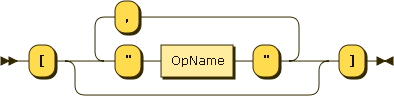 ,
[ " OpName " ]